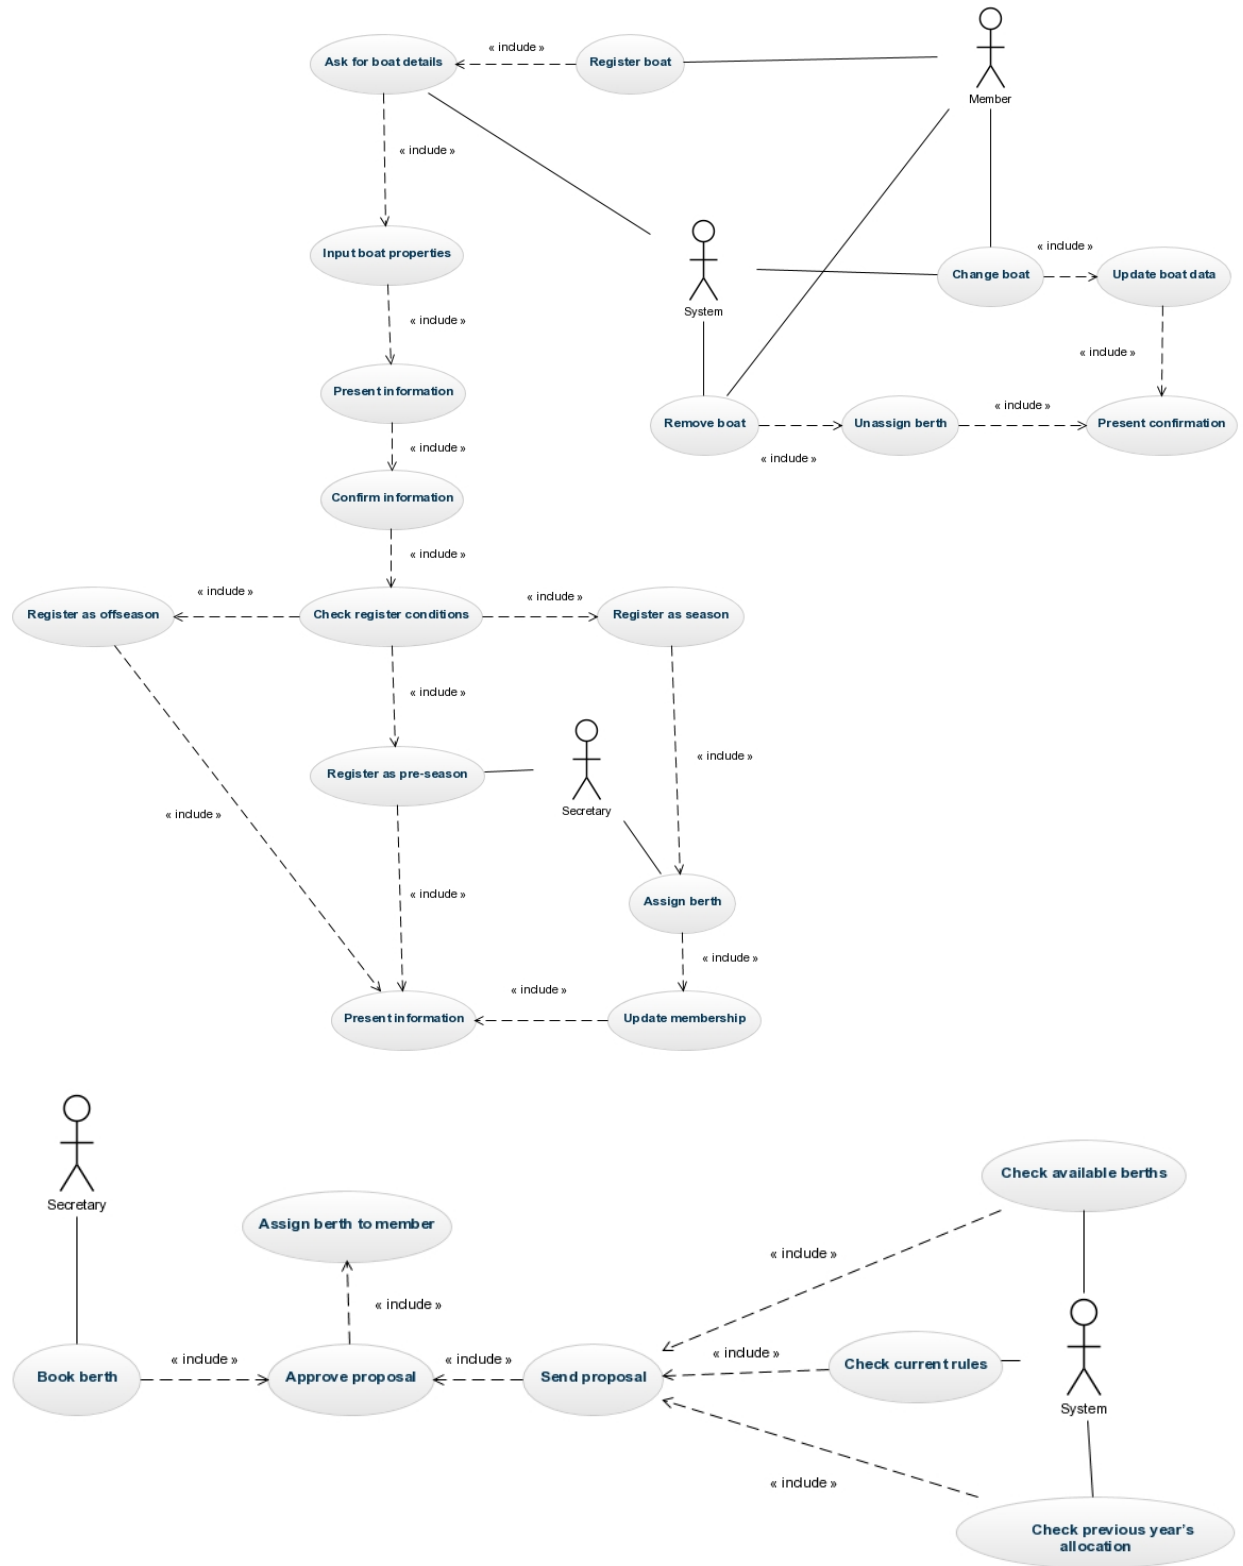 Member
« include »
Ask for boat details
Register boat
« include »
System
« include »
Input boat properties
Change boat
Update boat data
« include »
« include »
Present information
Remove boat
Unassign berth
« include »
Present confirmation
« include »
« include »
Confirm information
« include »
« include »
« include »
Register as offseason
Check register conditions
Register as season
« include »
Secretary
Register as pre-season
« include »
« include »
« include »
Assign berth
« include »
« include »
Present information
Update membership
Secretary
Check available berths
Assign berth to member
« include »
« include »
« include »
« include »
« include »
Book berth
Approve proposal
Send proposal
Check current rules
System
« include »
Check previous year's
allocation